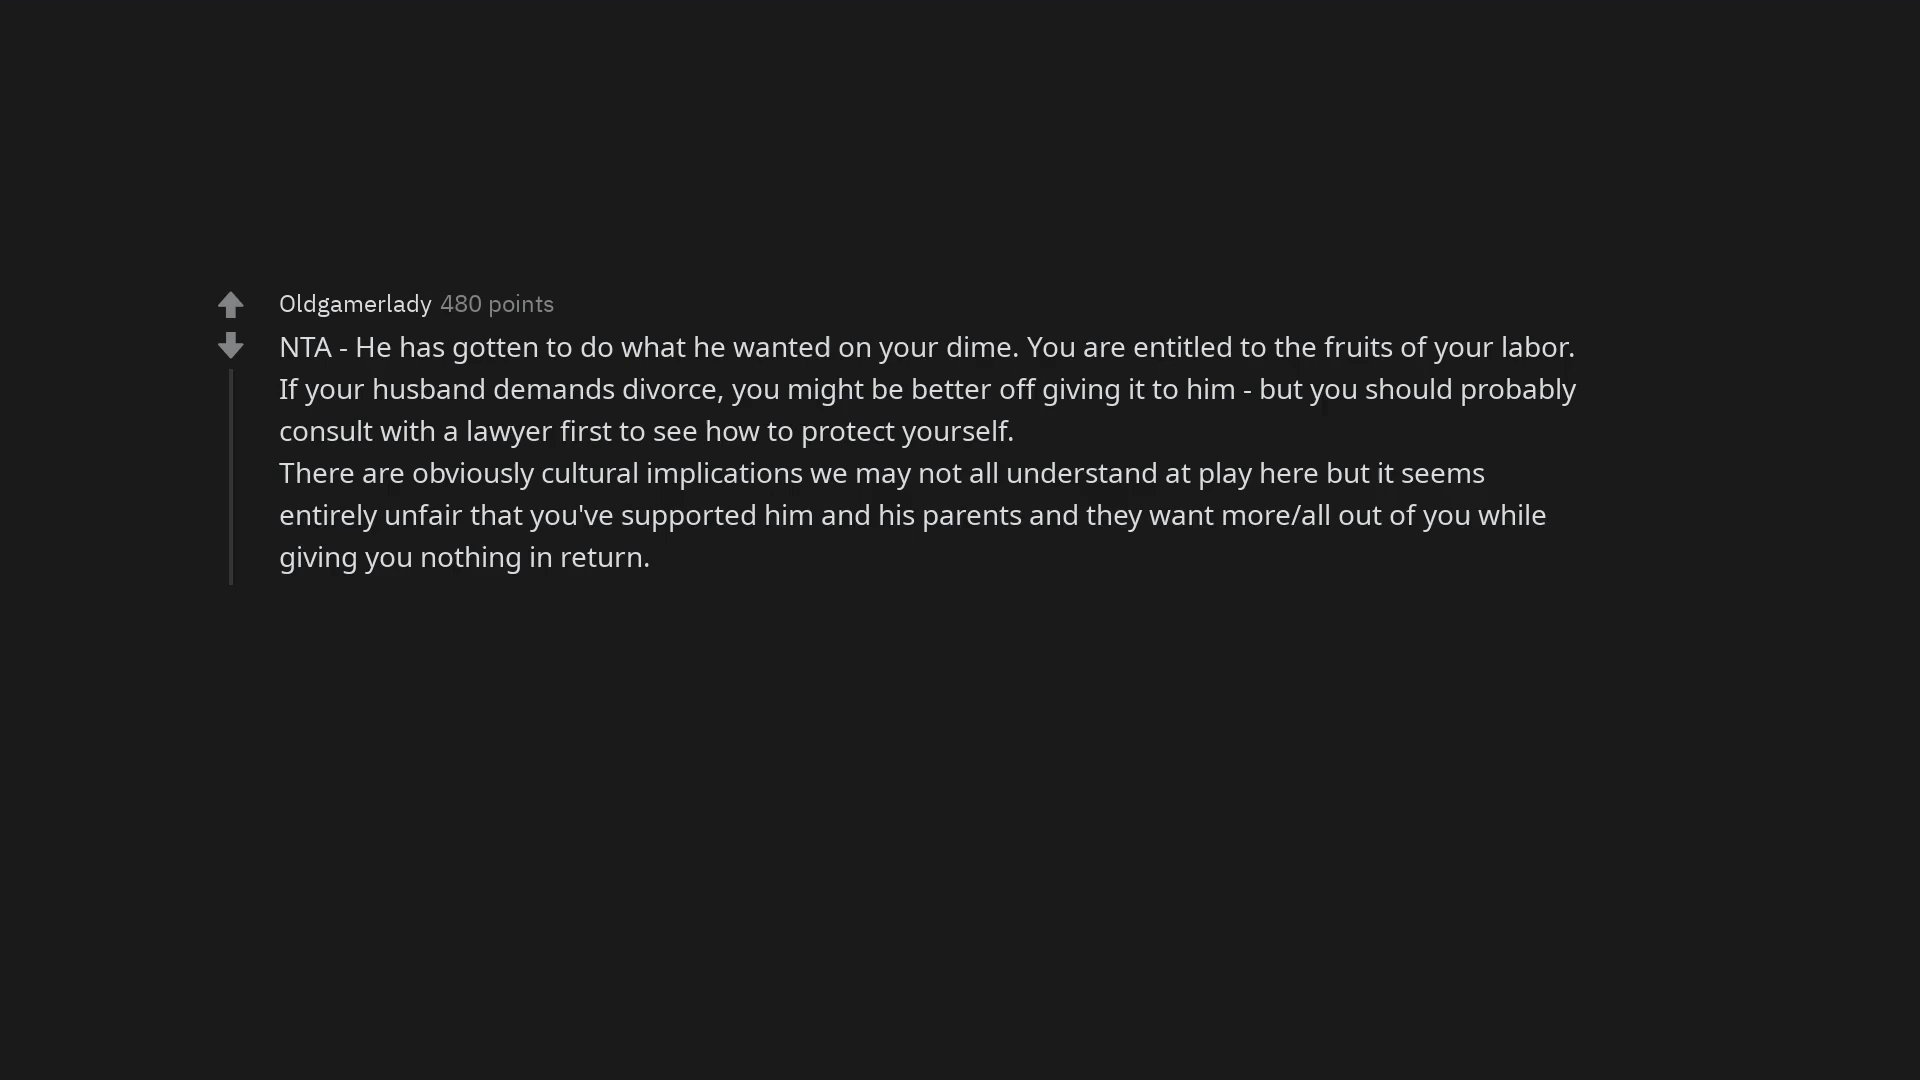 Oldgamerlady 480 points
NTA - He has gotten to do what he wanted on your dime. You are entitled to the fruits of your labor.
If your husband demands divorce, you might be better off giving it to him - but you should probably
consult with a lawyer first to see how to protect yourself.
There are obviously cultural implications we may not all understand at play here but it seems
entirely unfair that you've supported him and his parents and they want more/all out of you while
giving you nothing in return.